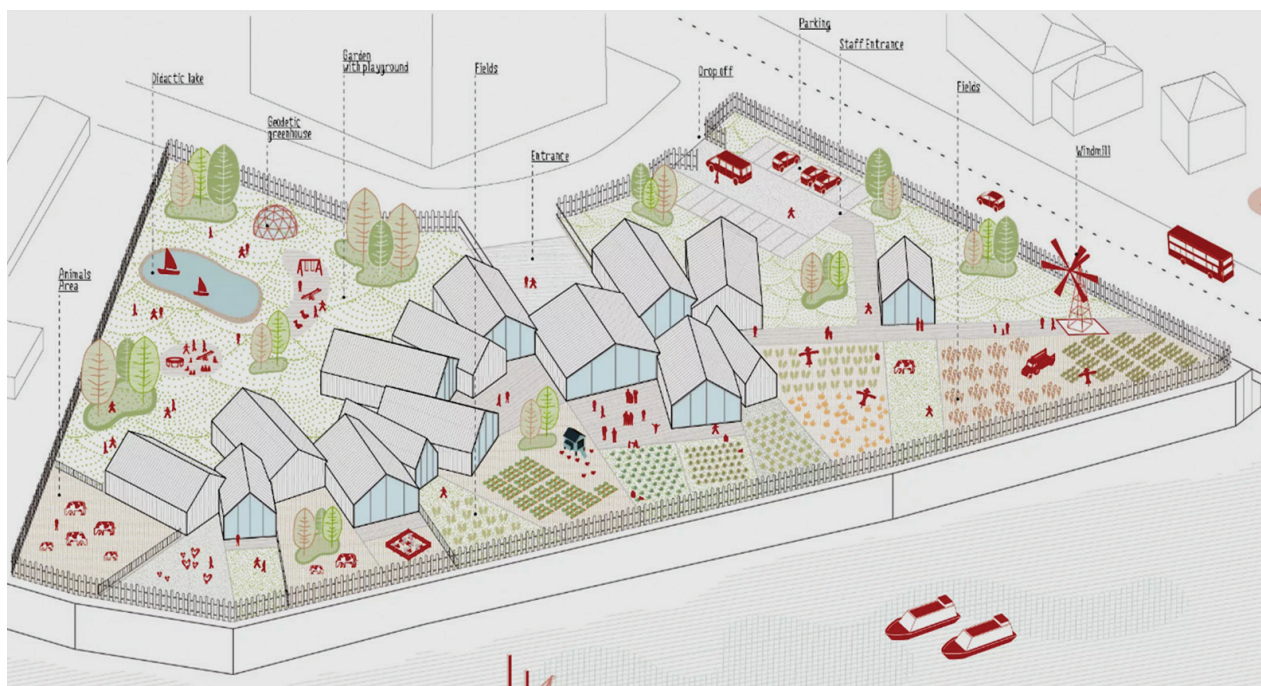 Parking
Staff Entrance
Garden
with playground
Didactic lake
Fields
Drop off
Fields
Geodetic
greenhouse
Entrance
Windmill
Animals
Area